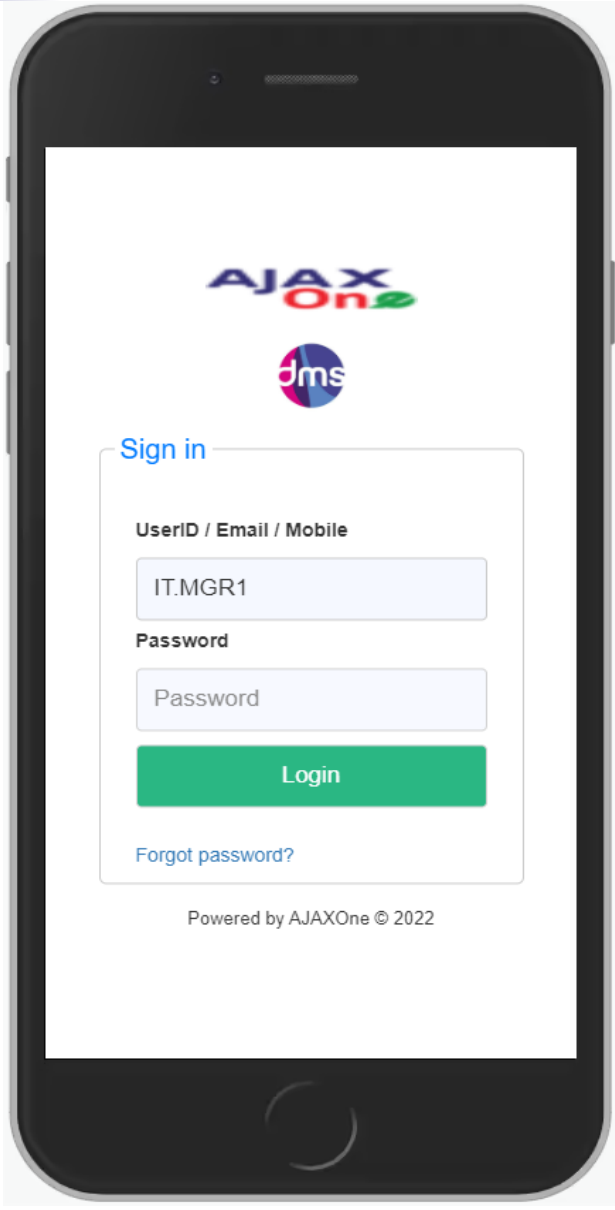 AJAX
One
dms
Sign in
UserID / Email / Mobile
IT.MGR1
Password
Password
Login
Forgot password?
Powered by AJAXOne © 2022